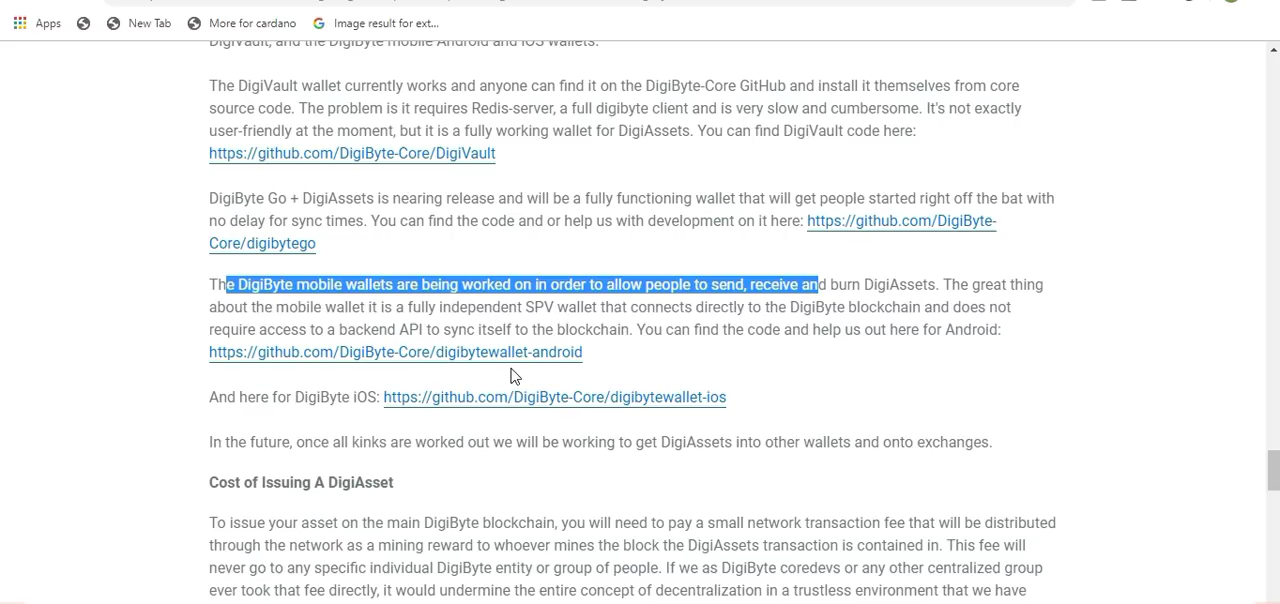 Apps
New Tab
More for cardano
Image result for ext...
DigiVault, and the DigiByte mobile Android and iOS wallets.
The DigiVault wallet currently works and anyone can find it on the DigiByte-Core GitHub and install it themselves from core
source code. The problem is it requires Redis-server, a full digibyte client and is very slow and cumbersome. It's not exactly
user-friendly at the moment, but it is a fully working wallet for DigiAssets. You can find DigiVault code here:
https://github.com/DigiByte-Core/DigiVault
DigiByte Go + DigiAssets is nearing release and will be a fully functioning wallet that will get people started right off the bat with
no delay for sync times. You can find the code and or help us with development on it here: https://github.com/DigiByte-
Core/digibytego
The DigiByte mobile wallets are being worked on in order to allow people to send, receive and burn DigiAssets. The great thing
about the mobile wallet it is a fully independent SPV wallet that connects directly to the DigiByte blockchain and does not
require access to a backend API to sync itself to the blockchain. You can find the code and help us out here for Android:
https://github.com/DigiByte-Core/digibytewallet-android
And here for DigiByte iOS: https://github.com/DigiByte-Core/digibytewallet-ios
In the future, once all kinks are worked out we will be working to get DigiAssets into other wallets and onto exchanges.
Cost of Issuing A DigiAsset
To issue your asset on the main DigiByte blockchain, you will need to pay a small network transaction fee that will be distributed
through the network as a mining reward to whoever mines the block the DigiAssets transaction is contained in. This fee will
never go to any specific individual DigiByte entity or group of people. If we as DigiByte coredevs or any other centralized group
ever took that fee directly, it would undermine the entire concept of decentralization in a trustless environment that we have